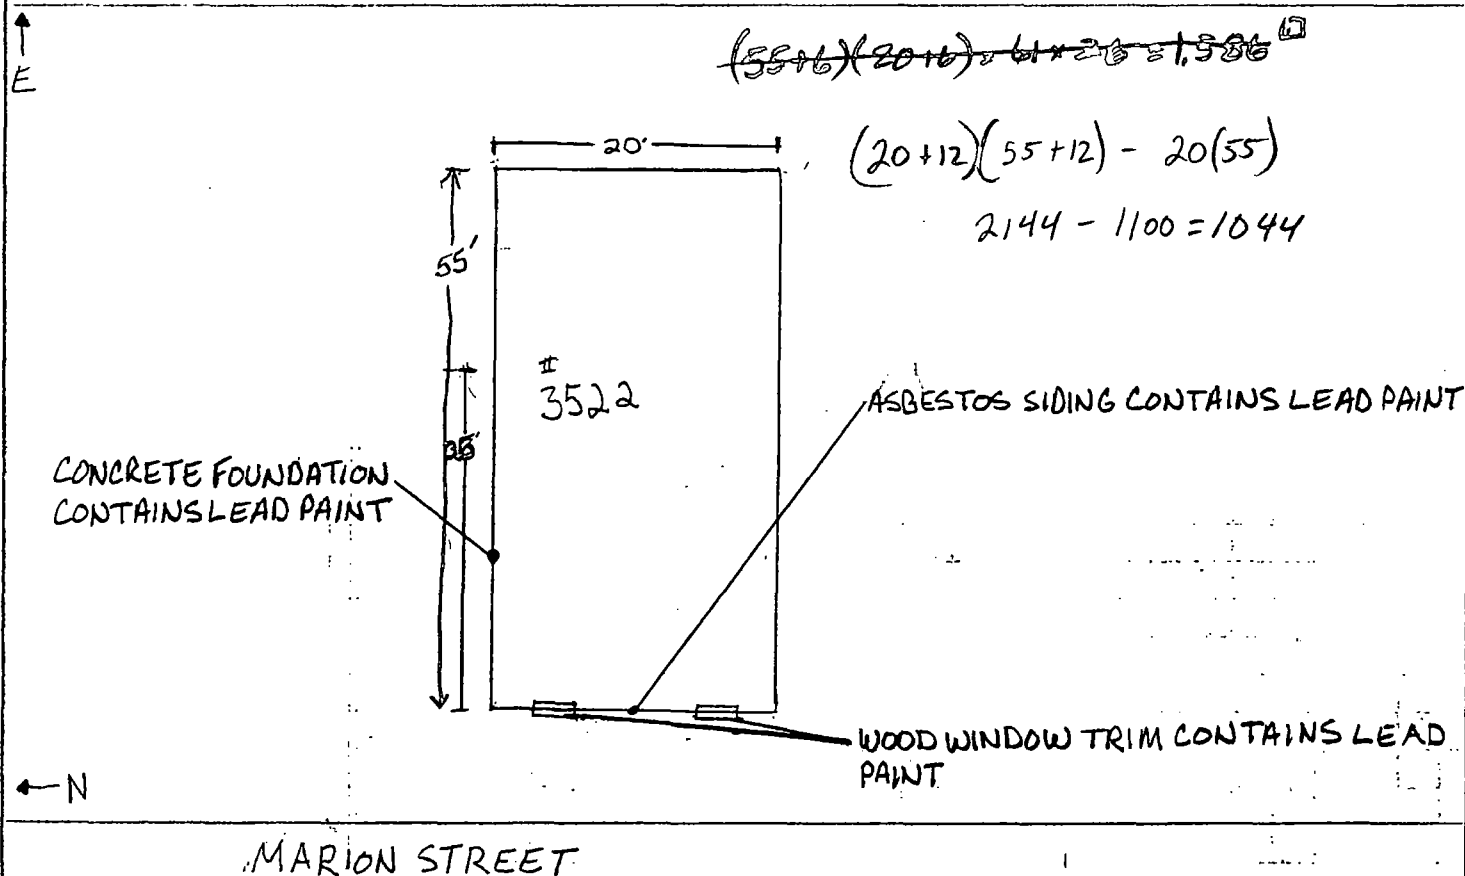 E
(55+6)(20+6) = 61 x 26 = 1,586
20'
(20+12)(55+12) - 20(55)
2144 - 1100 = 1044
55'
#
3522
ASBESTOS SIDING CONTAINS LEAD PAINT
CONCRETE FOUNDATION
CONTAINS LEAD PAINT
WOOD WINDOW TRIM CONTAINS LEAD
PAINT
N
MARION STREET